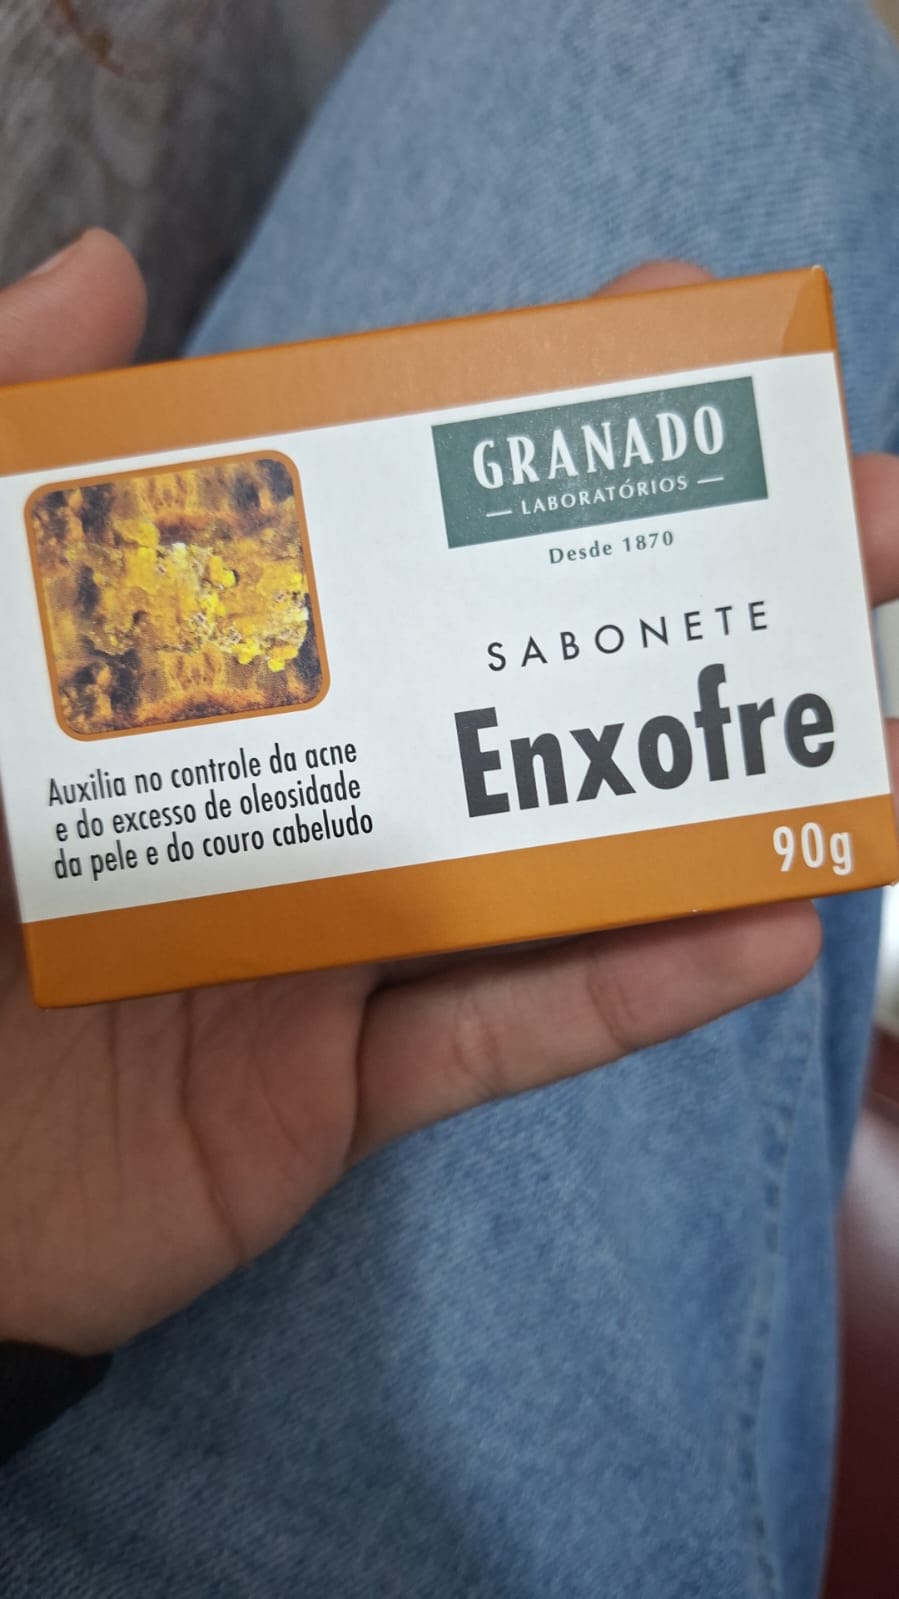 GRANADO
LABORATÓRIOS
Desde 1870
SABONETE
Enxofre
Auxilia no controle da acne
e do excesso de oleosidade
da pele e do couro cabeludo
90g